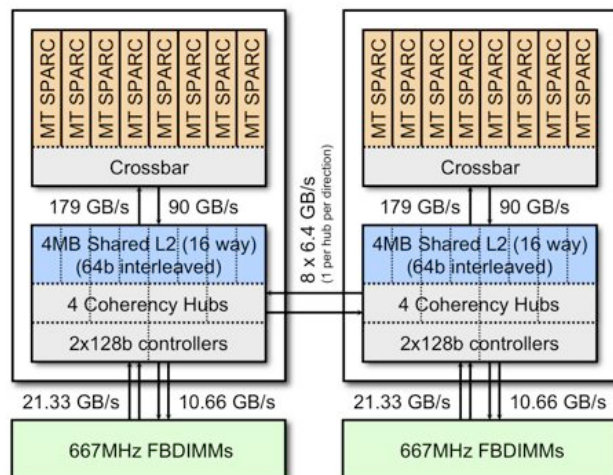 MT SPARC
MT SPARC
MT SPARC
MT SPARC
MT SPARC
MT SPARC
MT SPARC
MT SPARC
Crossbar
179 GB/s
90 GB/s
4MB Shared L2 (16 way)
(64b interleaved)
4 Coherency Hubs
2x128b controllers
21.33 GB/s
10.66 GB/s
667MHz FBDIMMs
8 x 6.4 GB/s
(1 per hub per direction)
MT SPARC
MT SPARC
MT SPARC
MT SPARC
MT SPARC
MT SPARC
MT SPARC
MT SPARC
Crossbar
179 GB/s
90 GB/s
4MB Shared L2 (16 way)
(64b interleaved)
4 Coherency Hubs
2x128b controllers
21.33 GB/s
10.66 GB/s
667MHz FBDIMMs